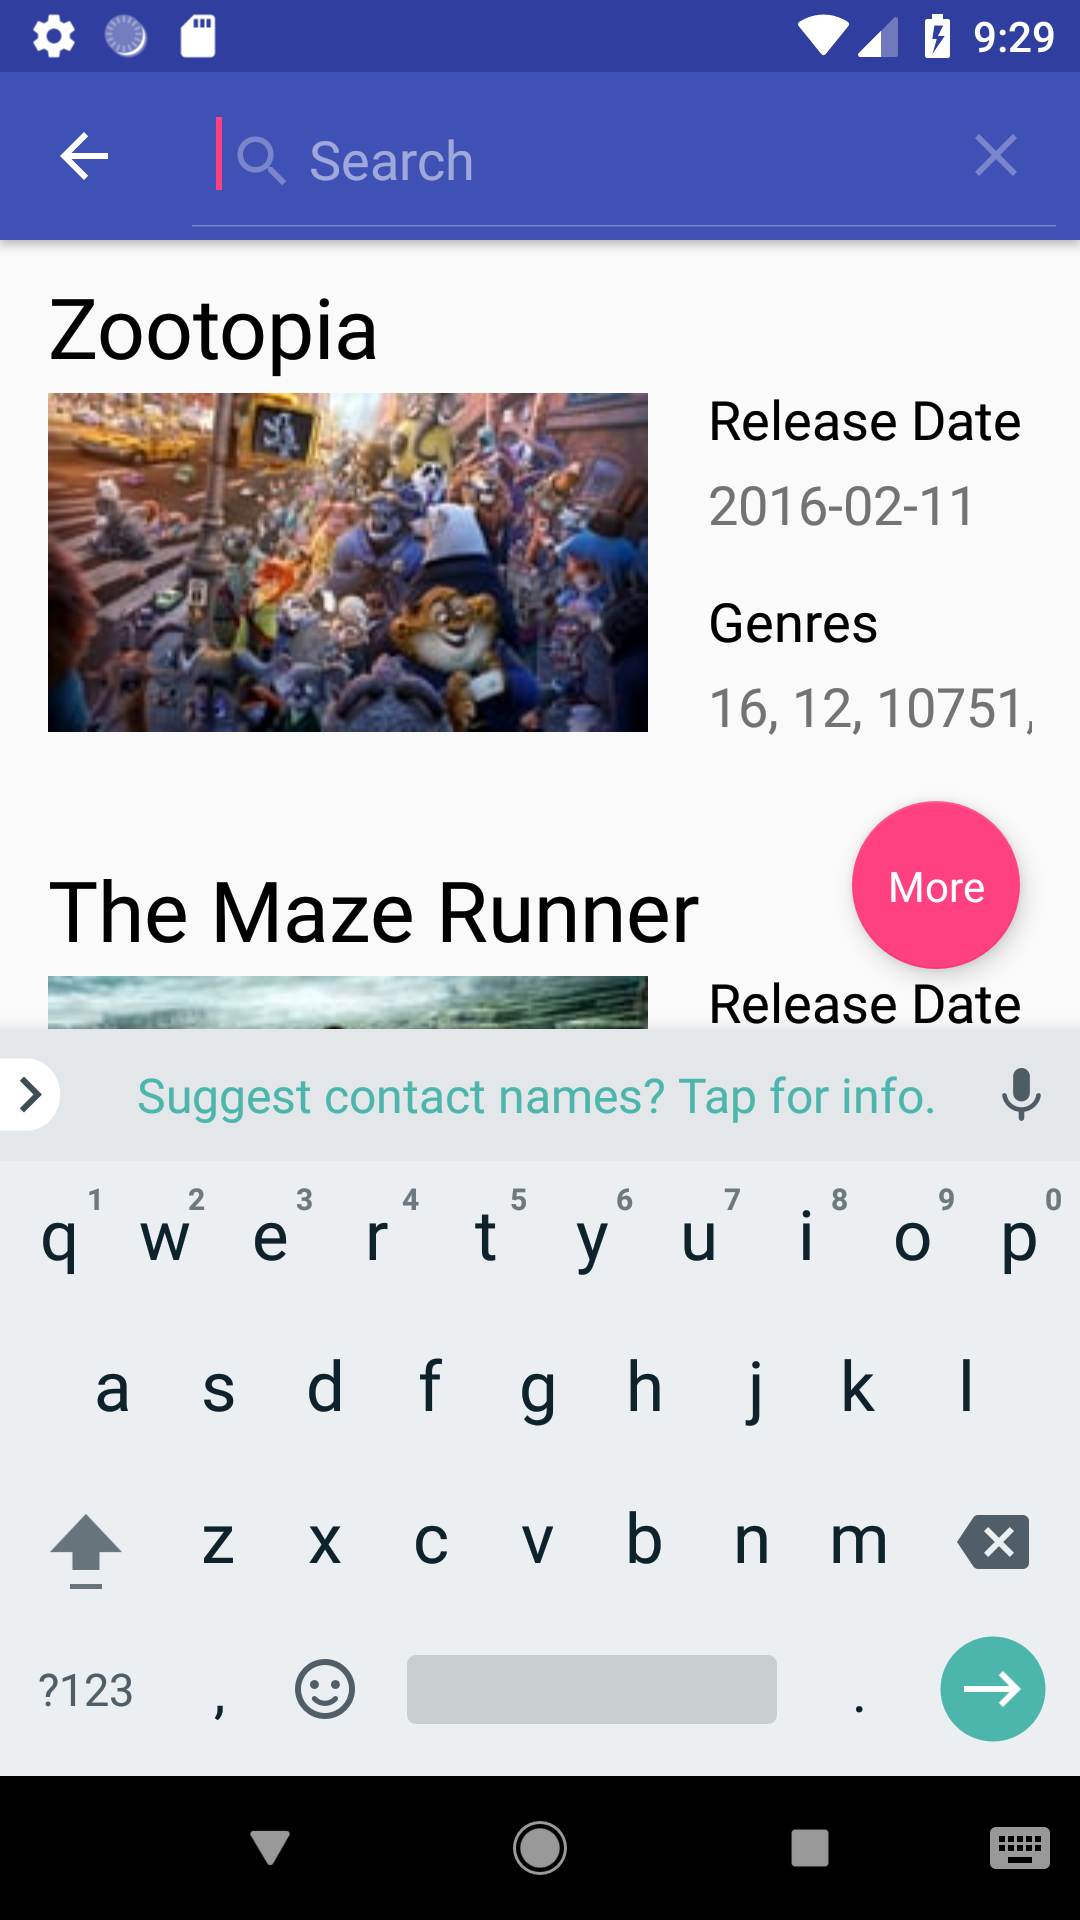 9:29
Search
Zootopia
Release Date
2016-02-11
Genres
16, 12, 10751,
More
The Maze Runner
Release Date
Suggest contact names? Tap for info.
1 2 3 4 5 6 7 8 9 0
q w e r t y u i o p
a s d f g h j k l
z x c v b n m
?123 , .